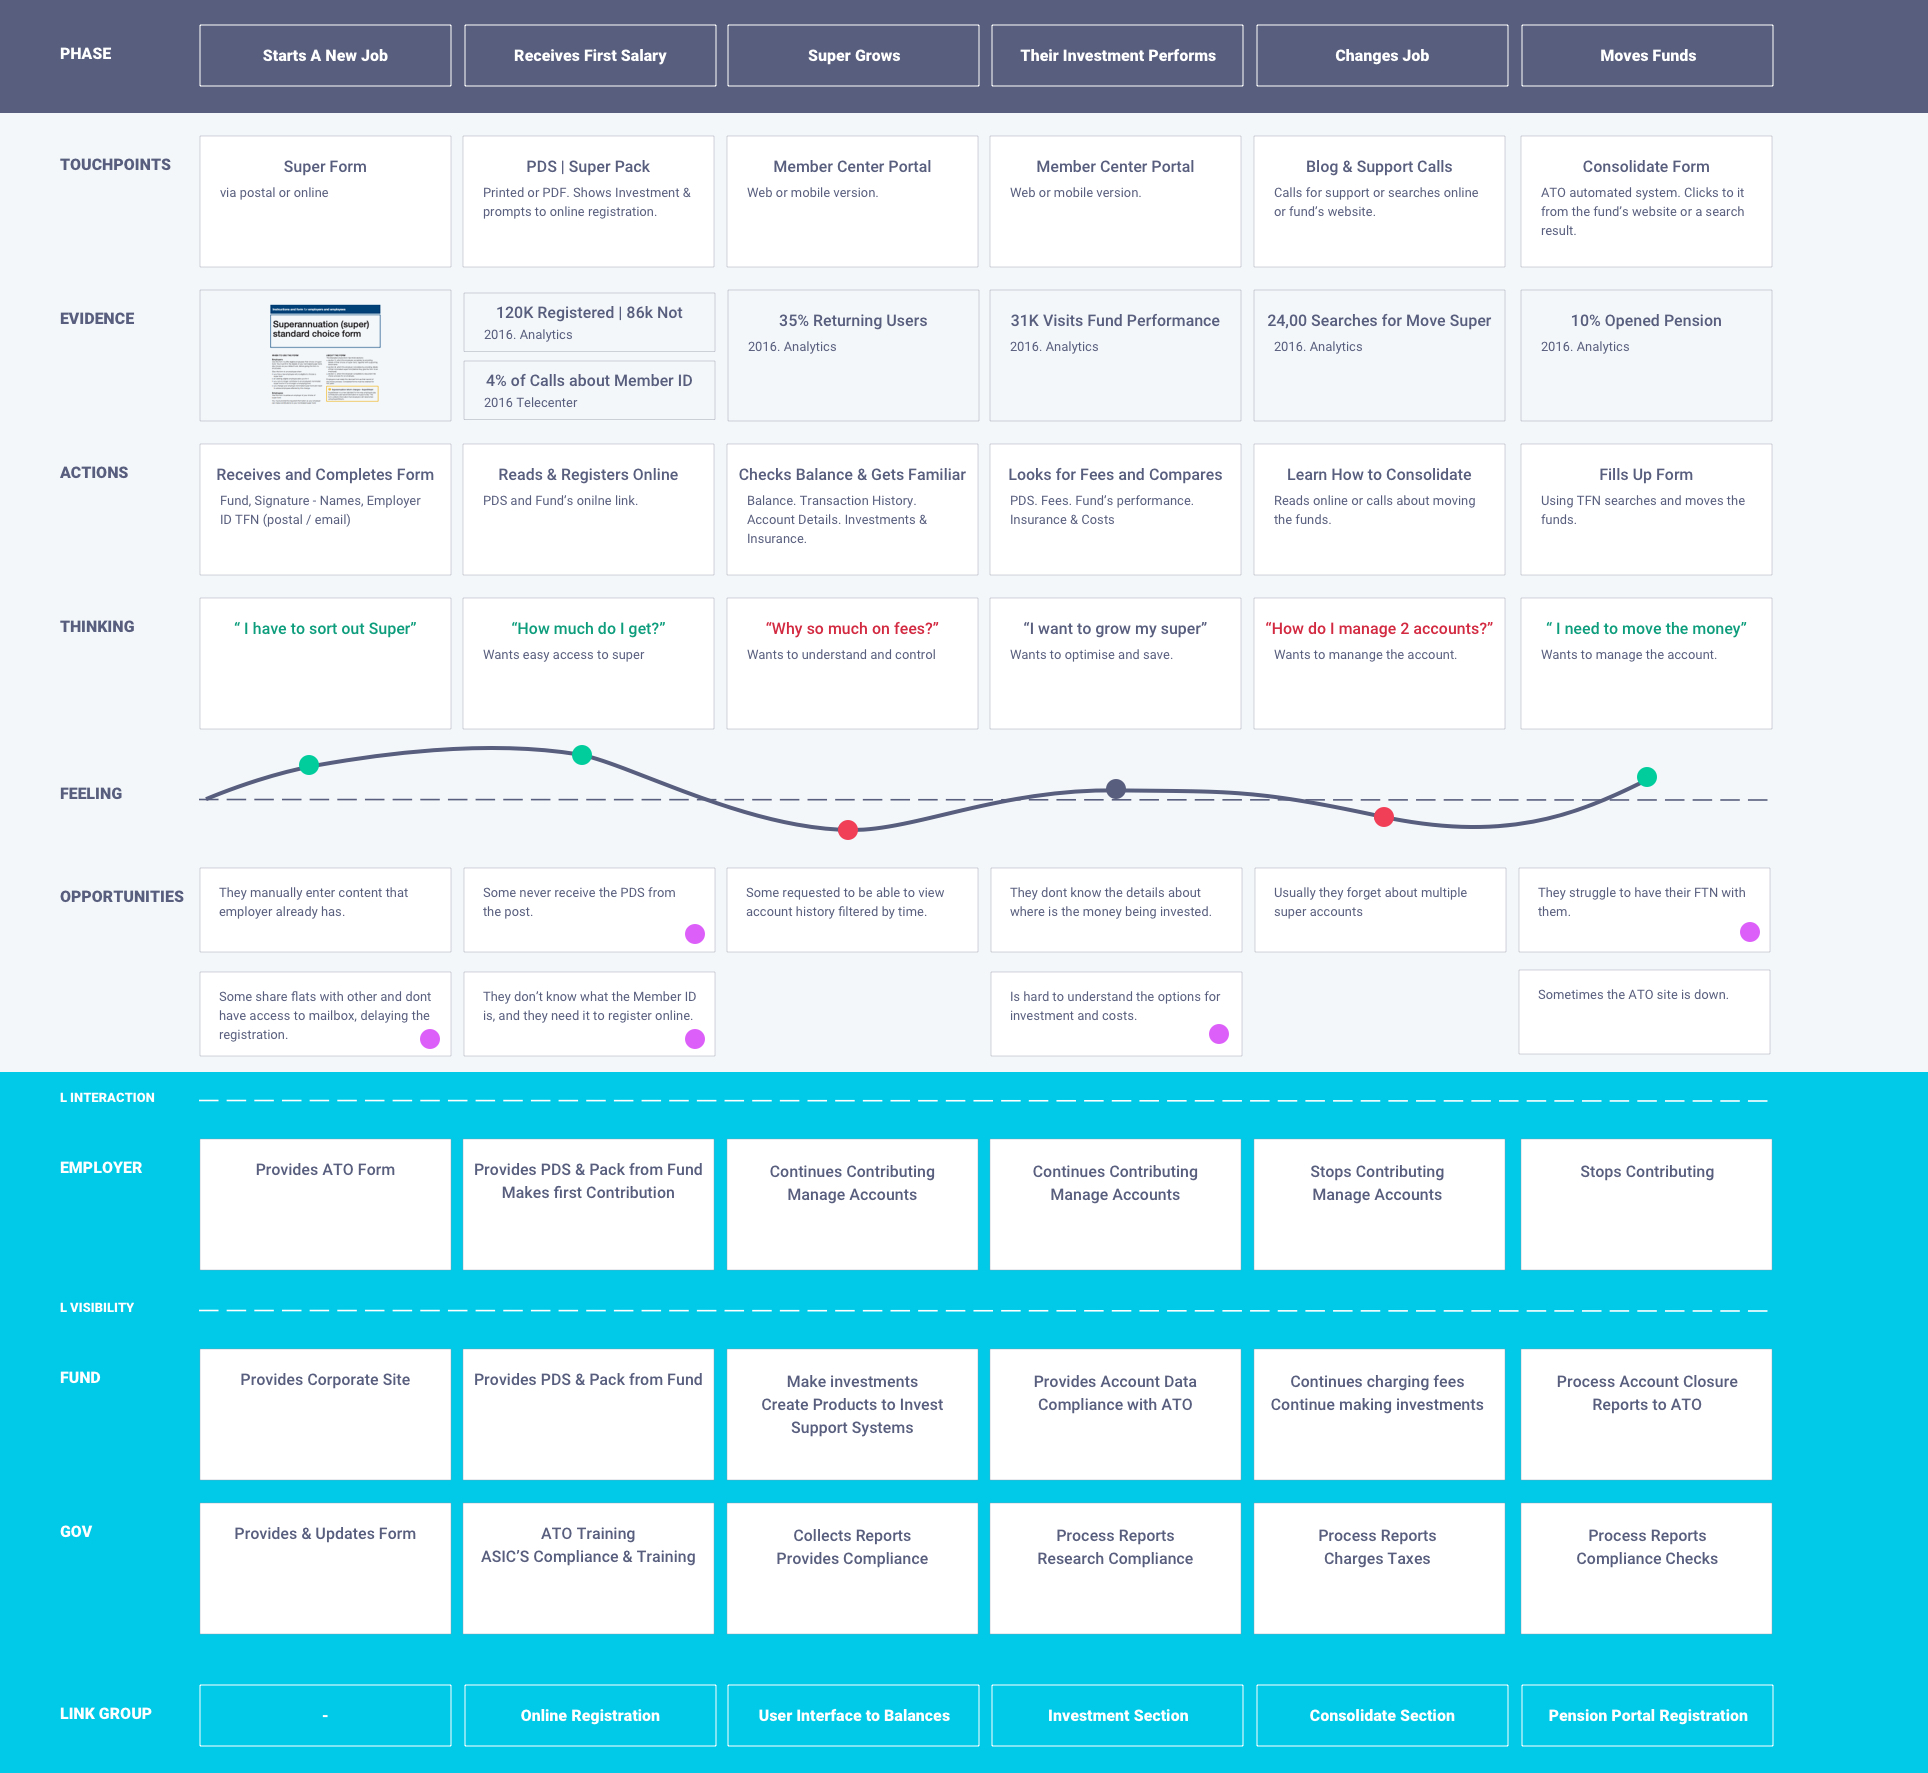 PHASE
Starts A New Job
Receives First Salary
Super Grows
Their Investment Performs
Changes Job
Moves Funds
TOUCHPOINTS
Super Form
via postal or online
PDS | Super Pack
Printed or PDF. Shows Investment &
prompts to online registration.
Member Center Portal
Web or mobile version.
Member Center Portal
Web or mobile version.
Blog & Support Calls
Calls for support or searches online
or fund's website.
Consolidate Form
ATO automated system. Clicks to it
from the fund's website or a search
result.
EVIDENCE
Superannuation (super)
standard choice form
120K Registered | 86k Not
2016. Analytics
4% of Calls about Member ID
2016 Telecenter
35% Returning Users
2016. Analytics
31K Visits Fund Performance
2016. Analytics
24,00 Searches for Move Super
2016. Analytics
10% Opened Pension
2016. Analytics
ACTIONS
Receives and Completes Form
Fund, Signature - Names, Employer
ID TFN (postal / email)
Reads & Registers Online
PDS and Fund's onilne link.
Checks Balance & Gets Familiar
Balance. Transaction History.
Account Details. Investments &
Insurance.
Looks for Fees and Compares
PDS. Fees. Fund's performance.
Insurance & Costs
Learn How to Consolidate
Reads online or calls about moving
the funds.
Fills Up Form
Using TFN searches and moves the
funds.
THINKING
“ I have to sort out Super”
“How much do I get?”
Wants easy access to super
“Why so much on fees?”
Wants to understand and control
“I want to grow my super”
Wants to optimise and save.
“How do I manage 2 accounts?”
Wants to manange the account.
“ I need to move the money”
Wants to manage the account.
FEELING
OPPORTUNITIES
They manually enter content that
employer already has.
Some never receive the PDS from
the post.
Some requested to be able to view
account history filtered by time.
They dont know the details about
where is the money being invested.
Usually they forget about multiple
super accounts
They struggle to have their FTN with
them.
Some share flats with other and dont
have access to mailbox, delaying the
registration.
They don't know what the Member ID
is, and they need it to register online.
Is hard to understand the options for
investment and costs.
Sometimes the ATO site is down.
L INTERACTION
EMPLOYER
Provides ATO Form
Provides PDS & Pack from Fund
Makes first Contribution
Continues Contributing
Manage Accounts
Continues Contributing
Manage Accounts
Stops Contributing
Manage Accounts
Stops Contributing
L VISIBILITY
FUND
Provides Corporate Site
Provides PDS & Pack from Fund
Make investments
Create Products to Invest
Support Systems
Provides Account Data
Compliance with ATO
Continues charging fees
Continue making investments
Process Account Closure
Reports to ATO
GOV
Provides & Updates Form
ATO Training
ASIC'S Compliance & Training
Collects Reports
Provides Compliance
Process Reports
Research Compliance
Process Reports
Charges Taxes
Process Reports
Compliance Checks
LINK GROUP
-
Online Registration
User Interface to Balances
Investment Section
Consolidate Section
Pension Portal Registration